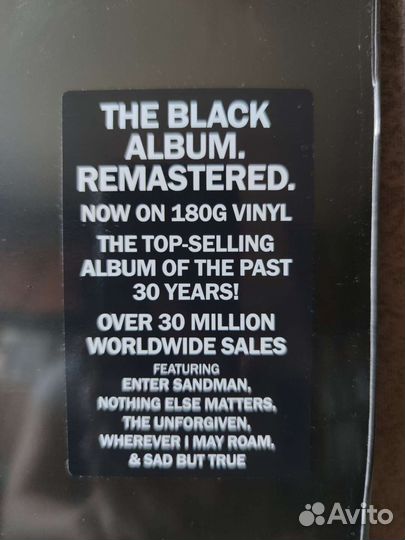 THE BLACK
ALBUM.
REMASTERED.
NOW ON 180G VINYL
THE TOP-SELLING
ALBUM OF THE PAST
30 YEARS!
OVER 30 MILLION
WORLDWIDE SALES
FEATURING
ENTER SANDMAN,
NOTHING ELSE MATTERS,
THE UNFORGIVEN,
WHEREVER I MAY ROAM,
& SAD BUT TRUE
Avito